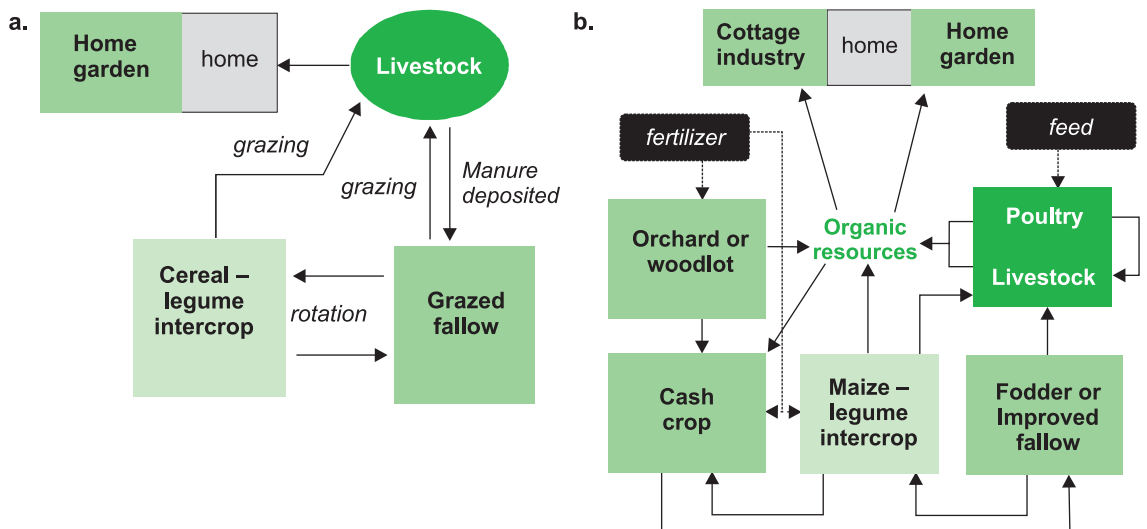 a.
Home
garden
home
Livestock
grazing
grazing
Manure
deposited
Cereal –
legume
intercrop
rotation
Grazed
fallow
b.
Cottage
industry
home
Home
garden
fertilizer
feed
Orchard or
woodlot
Organic
resources
Poultry
Livestock
Cash
crop
Maize –
legume
intercrop
Fodder or
Improved
fallow